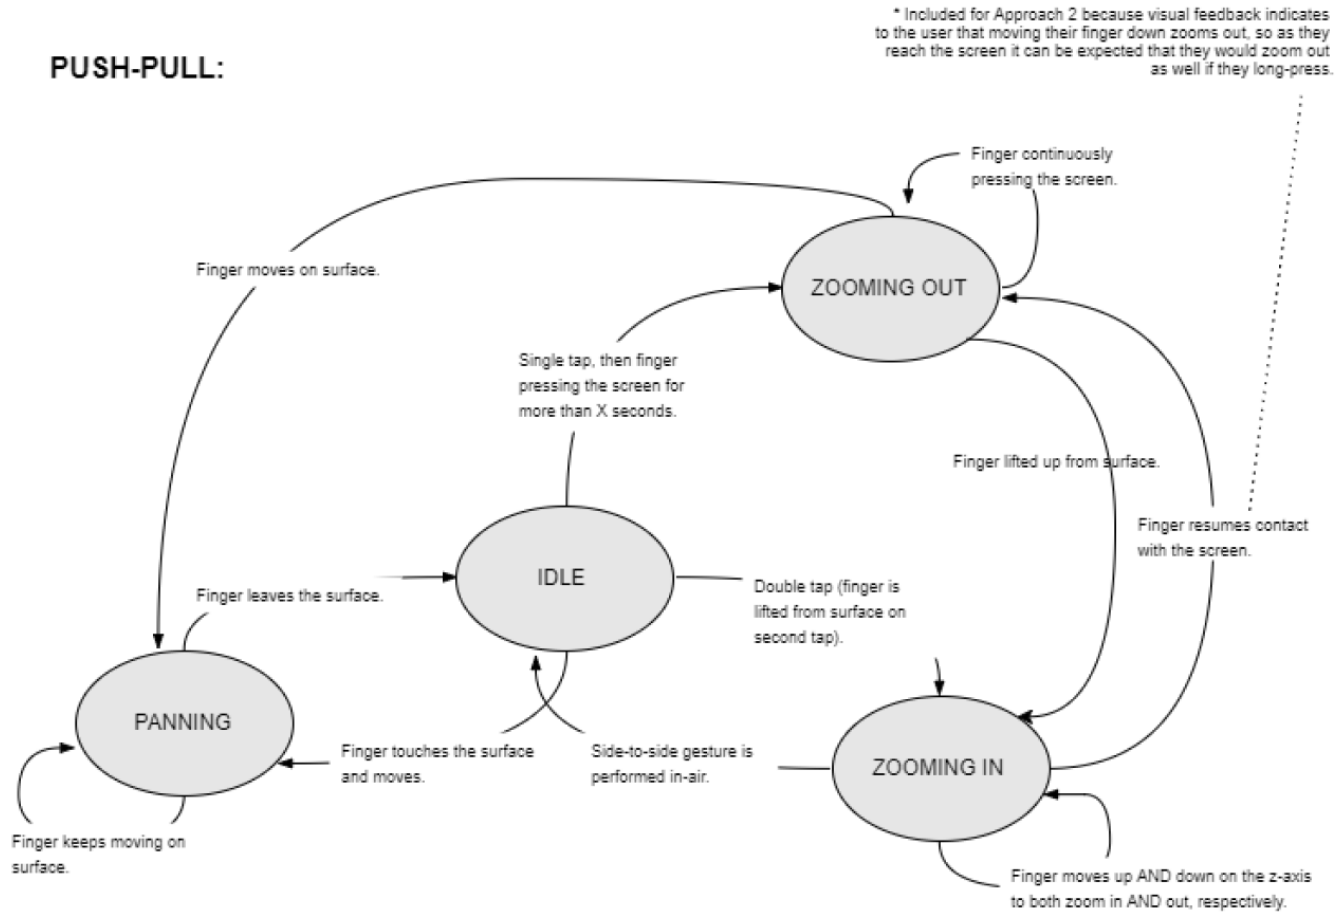 * Included for Approach 2 because visual feedback indicates
to the user that moving their finger down zooms out, so as they
reach the screen it can be expected that they would zoom out
as well if they long-press.
PUSH-PULL:
Finger continuously
pressing the screen.
Finger moves on surface.
ZOOMING OUT
Single tap, then finger
pressing the screen for
more than X seconds.
Finger lifted up from surface.
Finger resumes contact
with the screen.
IDLE
Finger leaves the surface.
Double tap (finger is
lifted from surface on
second tap).
PANNING
Finger touches the surface
and moves.
Side-to-side gesture is
performed in-air.
ZOOMING IN
Finger keeps moving on
surface.
Finger moves up AND down on the z-axis
to both zoom in AND out, respectively.